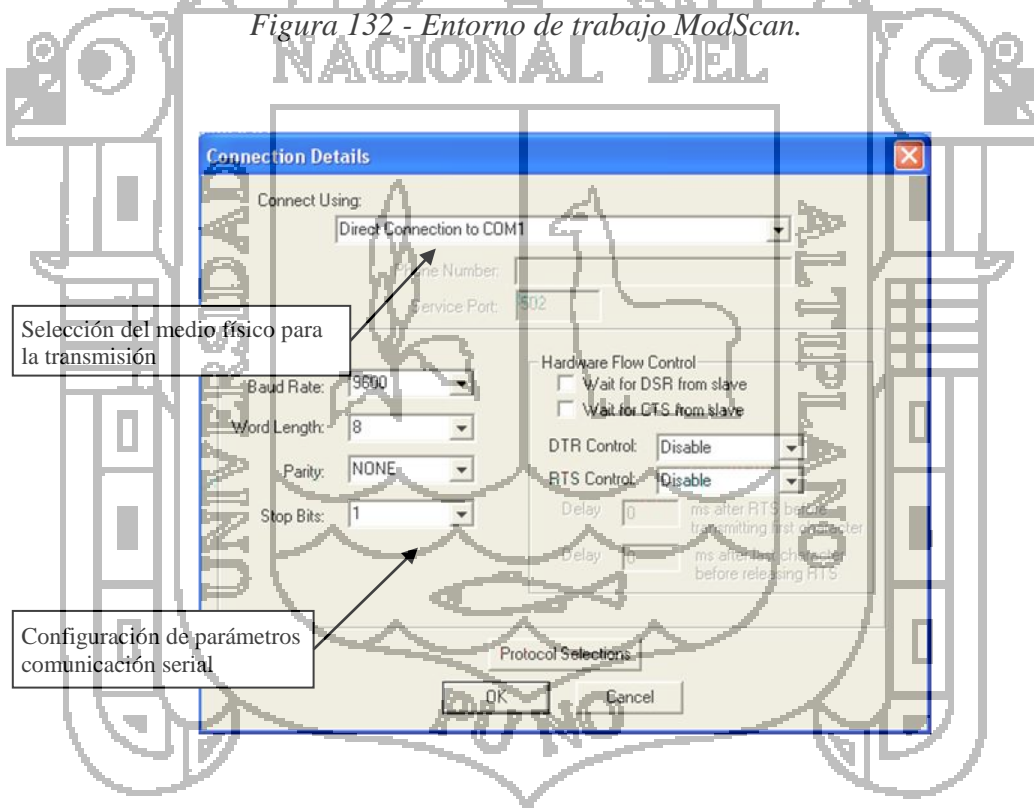 Figura 132 - Entorno de trabajo ModScan.
NACIONAL DEL
Connection Details
Connect Using:
Direct Connection to COM1
Phone Number:
Service Port: 502
Selección del medio físico para
la transmisión
Baud Rate: 9600
Word Length: 8
Parity: NONE
Stop Bits: 1
Hardware Flow Control
Wait for DSR from slave
Wait for CTS from slave
DTR Control: Disable
RTS Control: Disable
Delay 0 ms after RTS before
transmitting first character
Delay 0 ms after last character
before releasing RTS
Configuración de parámetros
comunicación serial
Protocol Selections
OK Cancel
UNIVERSIDAD
ALTIPLANO
PUNO